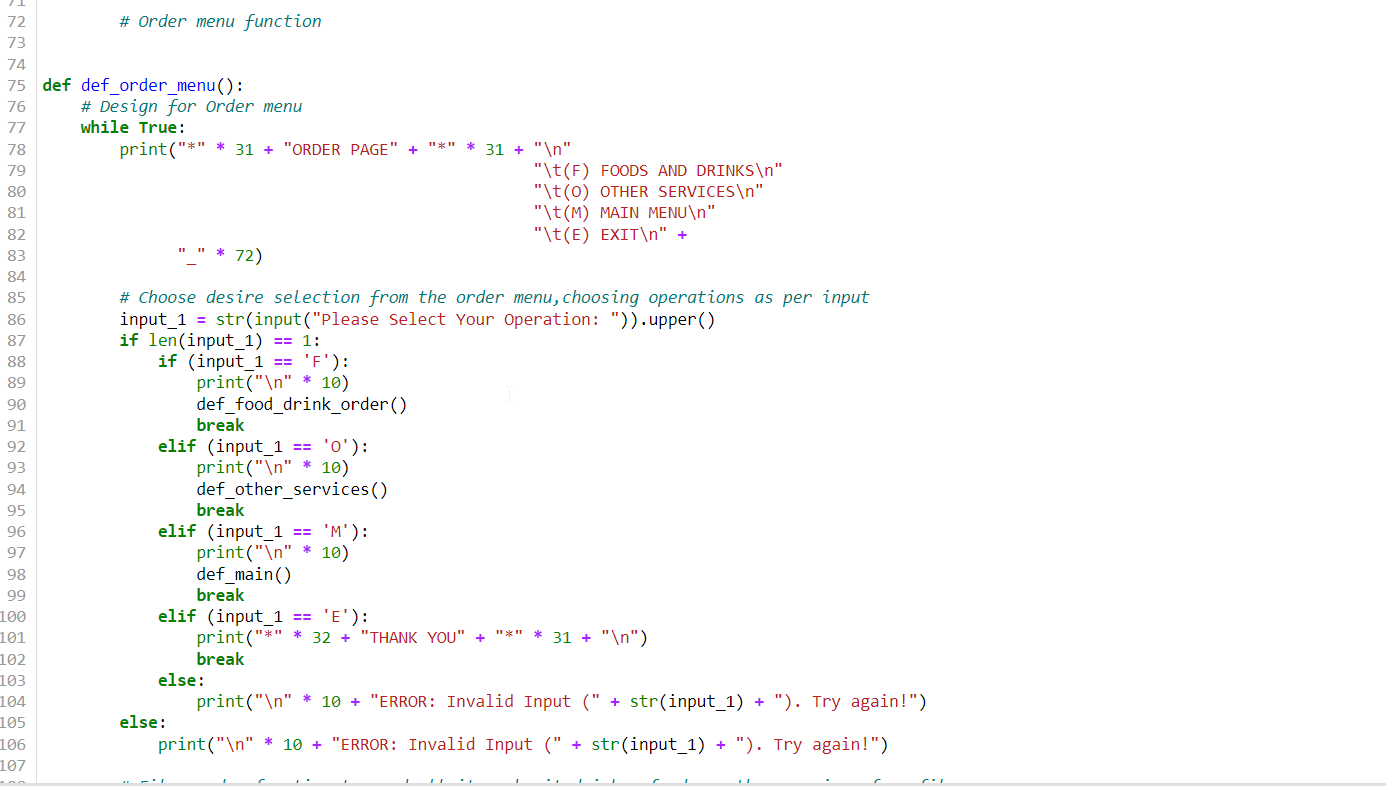 71
72 # Order menu function
73
74
75 def def_order_menu():
76 # Design for Order menu
77 while True:
78 print("*" * 31 + "ORDER PAGE" + "*" * 31 + "\n"
79 "\t(F) FOODS AND DRINKS\n"
80 "\t(O) OTHER SERVICES\n"
81 "\t(M) MAIN MENU\n"
82 "\t(E) EXIT\n" +
83 "_" * 72)
84
85 # Choose desire selection from the order menu,choosing operations as per input
86 input_1 = str(input("Please Select Your Operation: ")).upper()
87 if len(input_1) == 1:
88 if (input_1 == 'F'):
89 print("\n" * 10)
90 def_food_drink_order()
91 break
92 elif (input_1 == 'O'):
93 print("\n" * 10)
94 def_other_services()
95 break
96 elif (input_1 == 'M'):
97 print("\n" * 10)
98 def_main()
99 break
100 elif (input_1 == 'E'):
101 print("*" * 32 + "THANK YOU" + "*" * 31 + "\n")
102 break
103 else:
104 print("\n" * 10 + "ERROR: Invalid Input (" + str(input_1) + "). Try again!")
105 else:
106 print("\n" * 10 + "ERROR: Invalid Input (" + str(input_1) + "). Try again!")
107